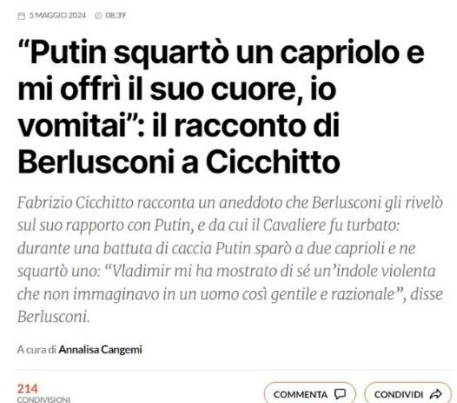 5 MAGGIO 2024 08:39
“Putin squartò un capriolo e
mi offrì il suo cuore, io
vomitai”: il racconto di
Berlusconi a Cicchitto
Fabrizio Cicchitto racconta un aneddoto che Berlusconi gli rivelò
sul suo rapporto con Putin, e da cui il Cavaliere fu turbato:
durante una battuta di caccia Putin sparò a due caprioli e ne
squartò uno: “Vladimir mi ha mostrato di sé un’indole violenta
che non immaginavo in un uomo così gentile e razionale”, disse
Berlusconi.
A cura di Annalisa Cangemi
214
CONDIVISIONI
COMMENTA
CONDIVIDI